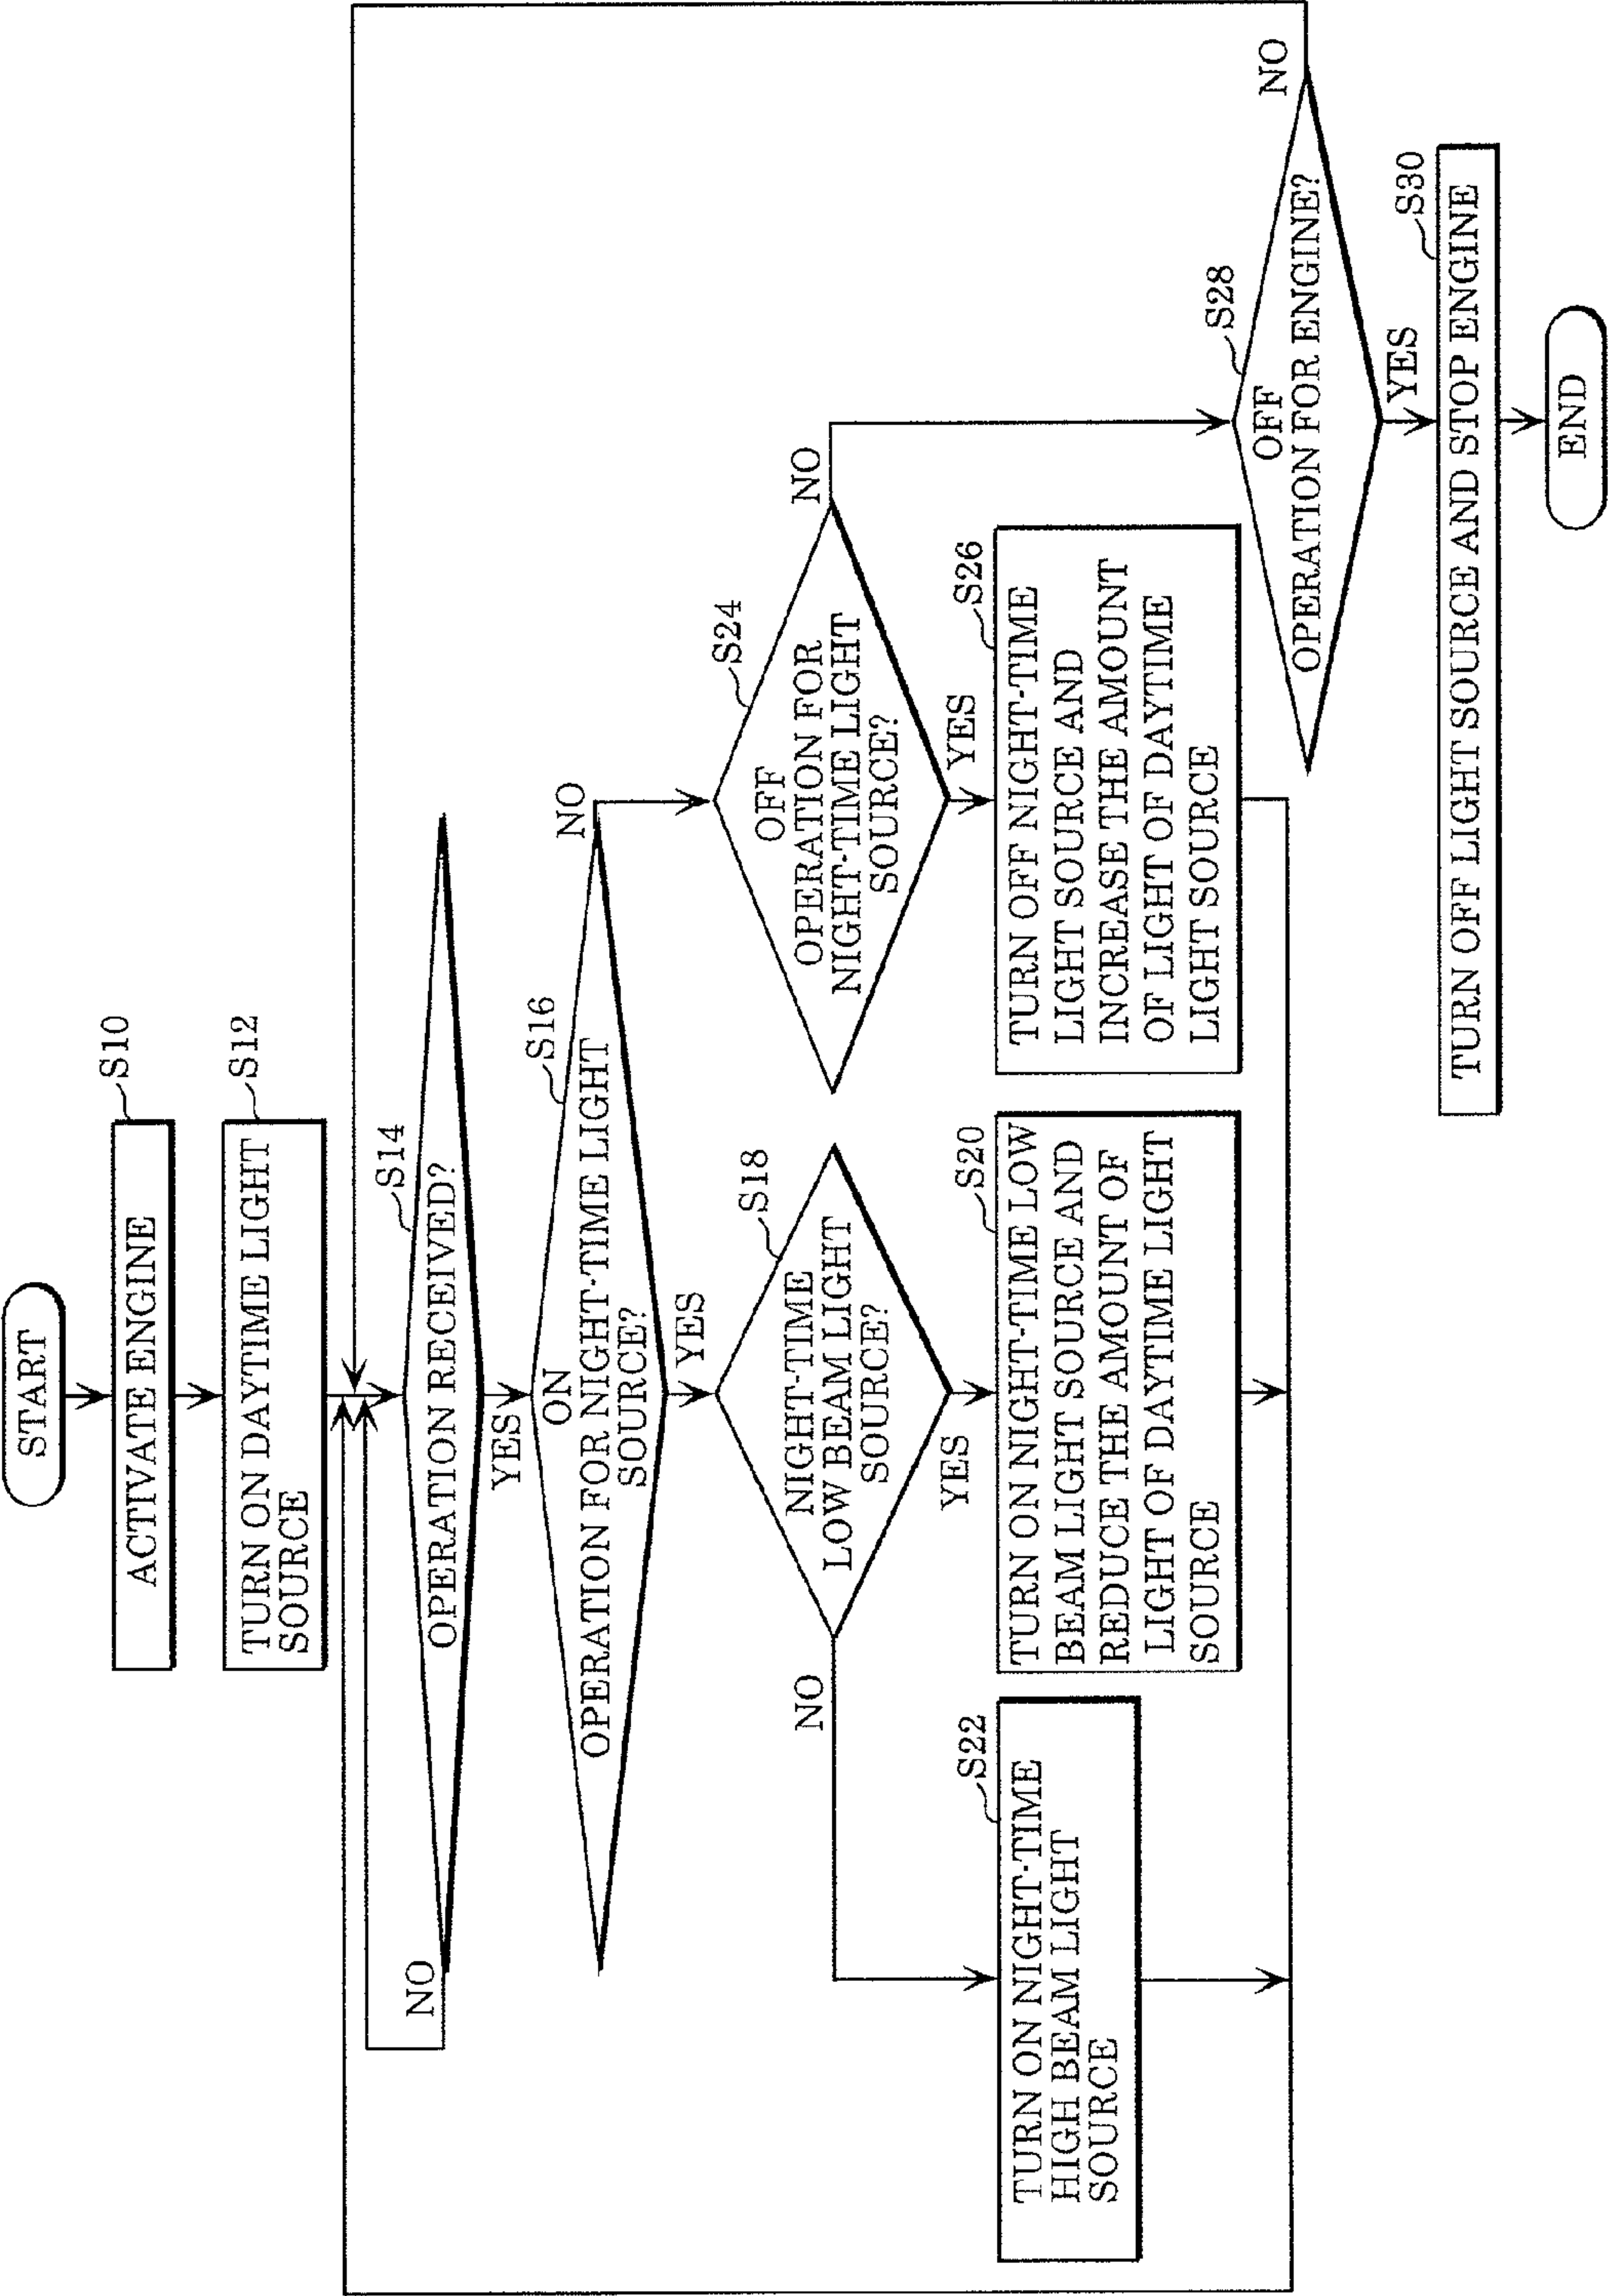 START
ACTIVATE ENGINE
S10
TURN ON DAYTIME LIGHT
SOURCE
S12
OPERATION RECEIVED?
S14
NO
YES
ON
OPERATION FOR NIGHT-TIME LIGHT
SOURCE?
S16
NO
YES
NIGHT-TIME
LOW BEAM LIGHT
SOURCE?
S18
NO
YES
OFF
OPERATION FOR
NIGHT-TIME LIGHT
SOURCE?
S24
NO
YES
TURN ON NIGHT-TIME
HIGH BEAM LIGHT
SOURCE
S22
TURN ON NIGHT-TIME LOW
BEAM LIGHT SOURCE AND
REDUCE THE AMOUNT OF
LIGHT OF DAYTIME LIGHT
SOURCE
S20
TURN OFF NIGHT-TIME
LIGHT SOURCE AND
INCREASE THE AMOUNT
OF LIGHT OF DAYTIME
LIGHT SOURCE
S26
OFF
OPERATION FOR ENGINE?
S28
NO
YES
TURN OFF LIGHT SOURCE AND STOP ENGINE
S30
END